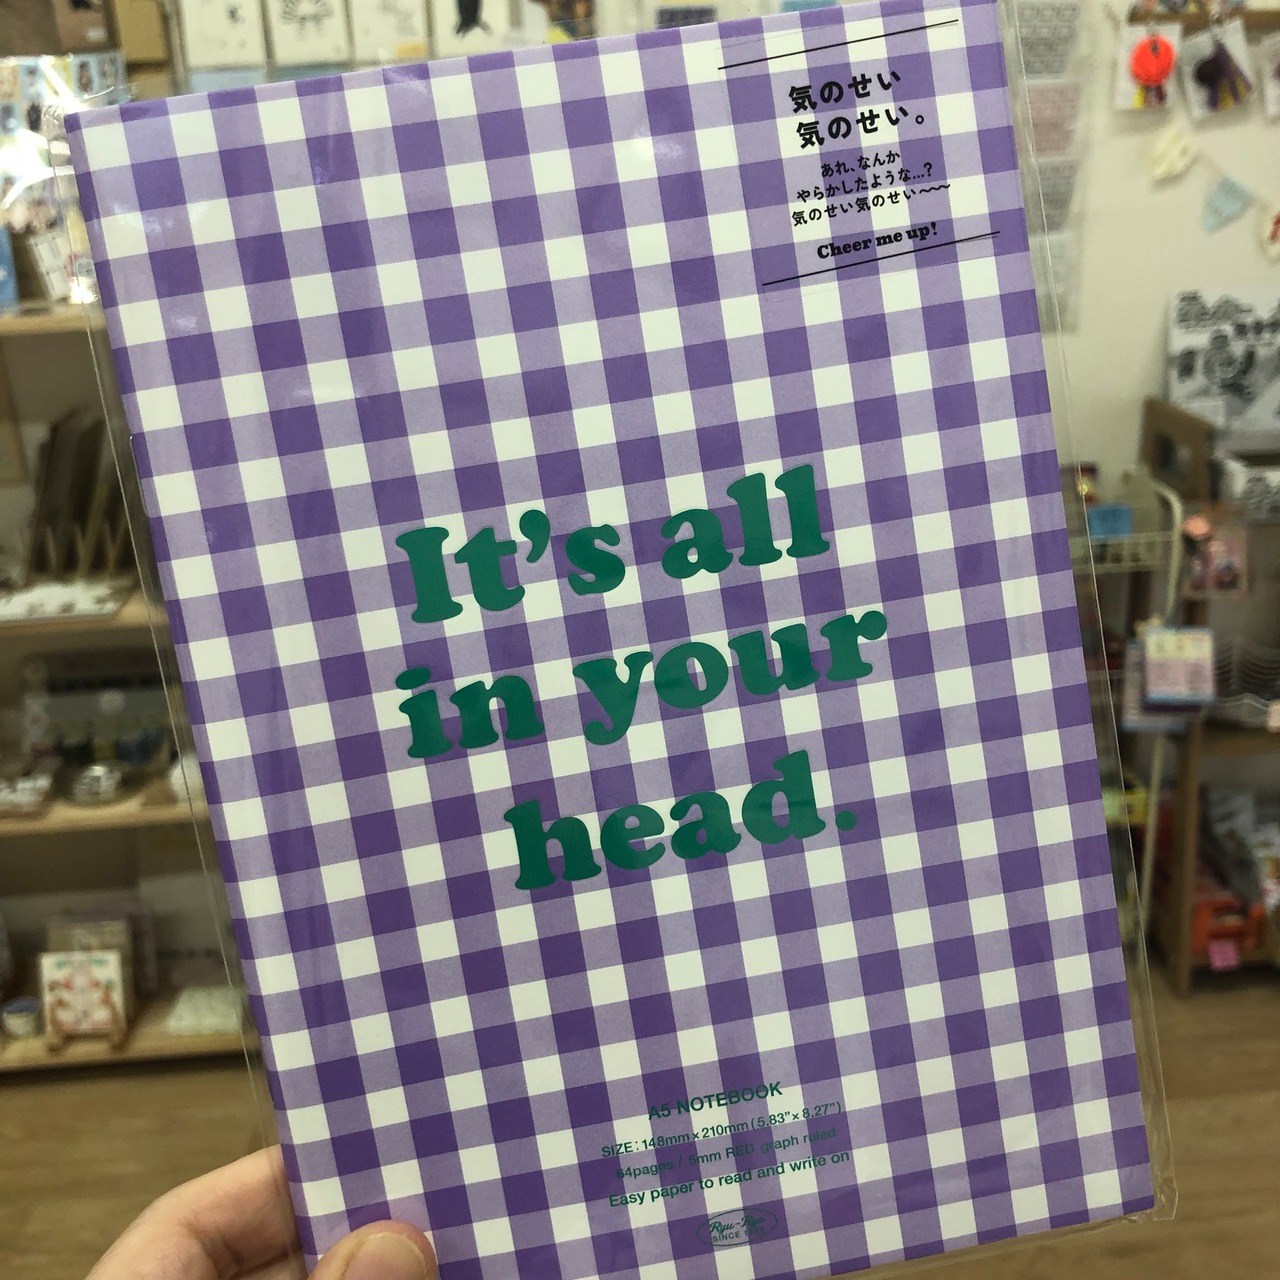 気のせい
気のせい。
あれ、なんか
やらかしたような…?
気のせい気のせい〜〜
Cheer me up!
It's all
in your
head.
A5 NOTEBOOK
SIZE:148mm×210mm(5.83"×8.27")
64pages / 5mm RED graph ruled
Easy paper to read and write on
Ryu-Ryu
SINCE